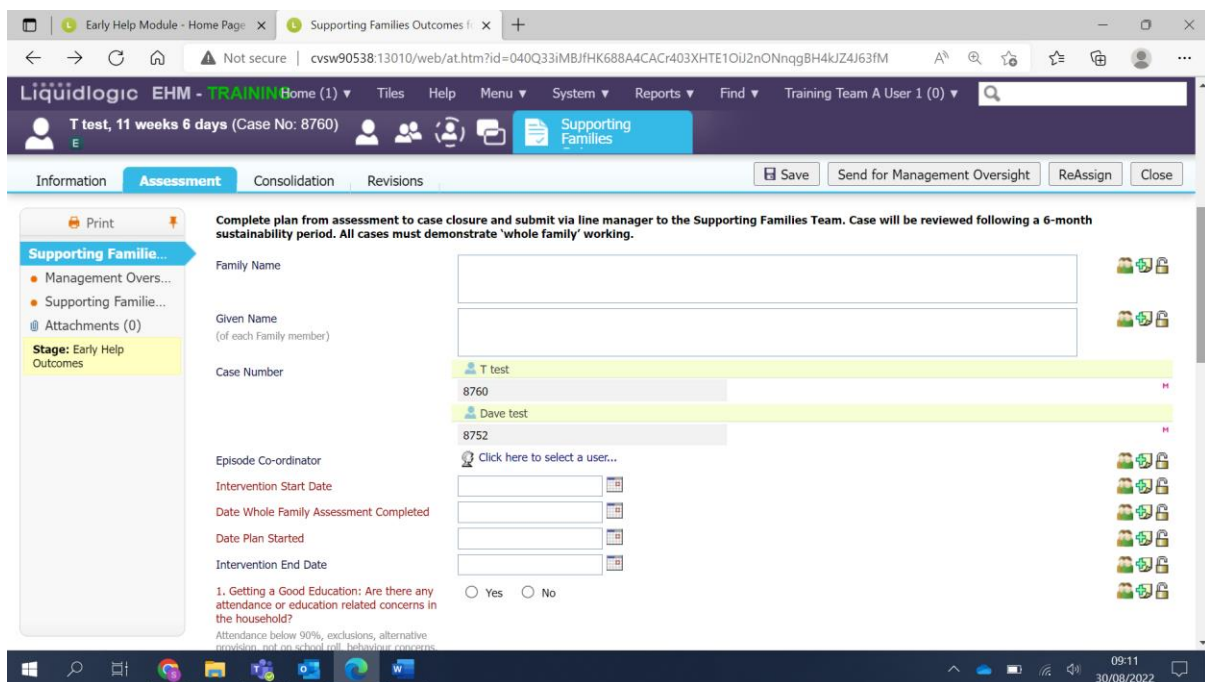 Early Help Module - Home Page
Supporting Families Outcomes fo
Not secure | cvsw90538:13010/web/at.htm?id=040Q33iMBJfHK688A4CACr403XHTE1OiJ2nONnqgBH4kJZ4J63fM
Liquidlogic EHM - TRAINING Home (1) Tiles Help Menu System Reports Find Training Team A User 1 (0)
T test, 11 weeks 6 days (Case No: 8760)
E
Supporting
Families
Information Assessment Consolidation Revisions Save Send for Management Oversight ReAssign Close
Print
Supporting Familie...
Management Overs...
Supporting Familie...
Attachments (0)
Stage: Early Help
Outcomes
Complete plan from assessment to case closure and submit via line manager to the Supporting Families Team. Case will be reviewed following a 6-month
sustainability period. All cases must demonstrate ‘whole family’ working.
Family Name
Given Name
(of each Family member)
Case Number
T test
8760 M
Dave test
8752 M
Episode Co-ordinator Click here to select a user...
Intervention Start Date
Date Whole Family Assessment Completed
Date Plan Started
Intervention End Date
1. Getting a Good Education: Are there any
attendance or education related concerns in
the household?
Yes No
Attendance below 90%, exclusions, alternative
provision, not on school roll, behaviour concerns,
09:11
30/08/2022